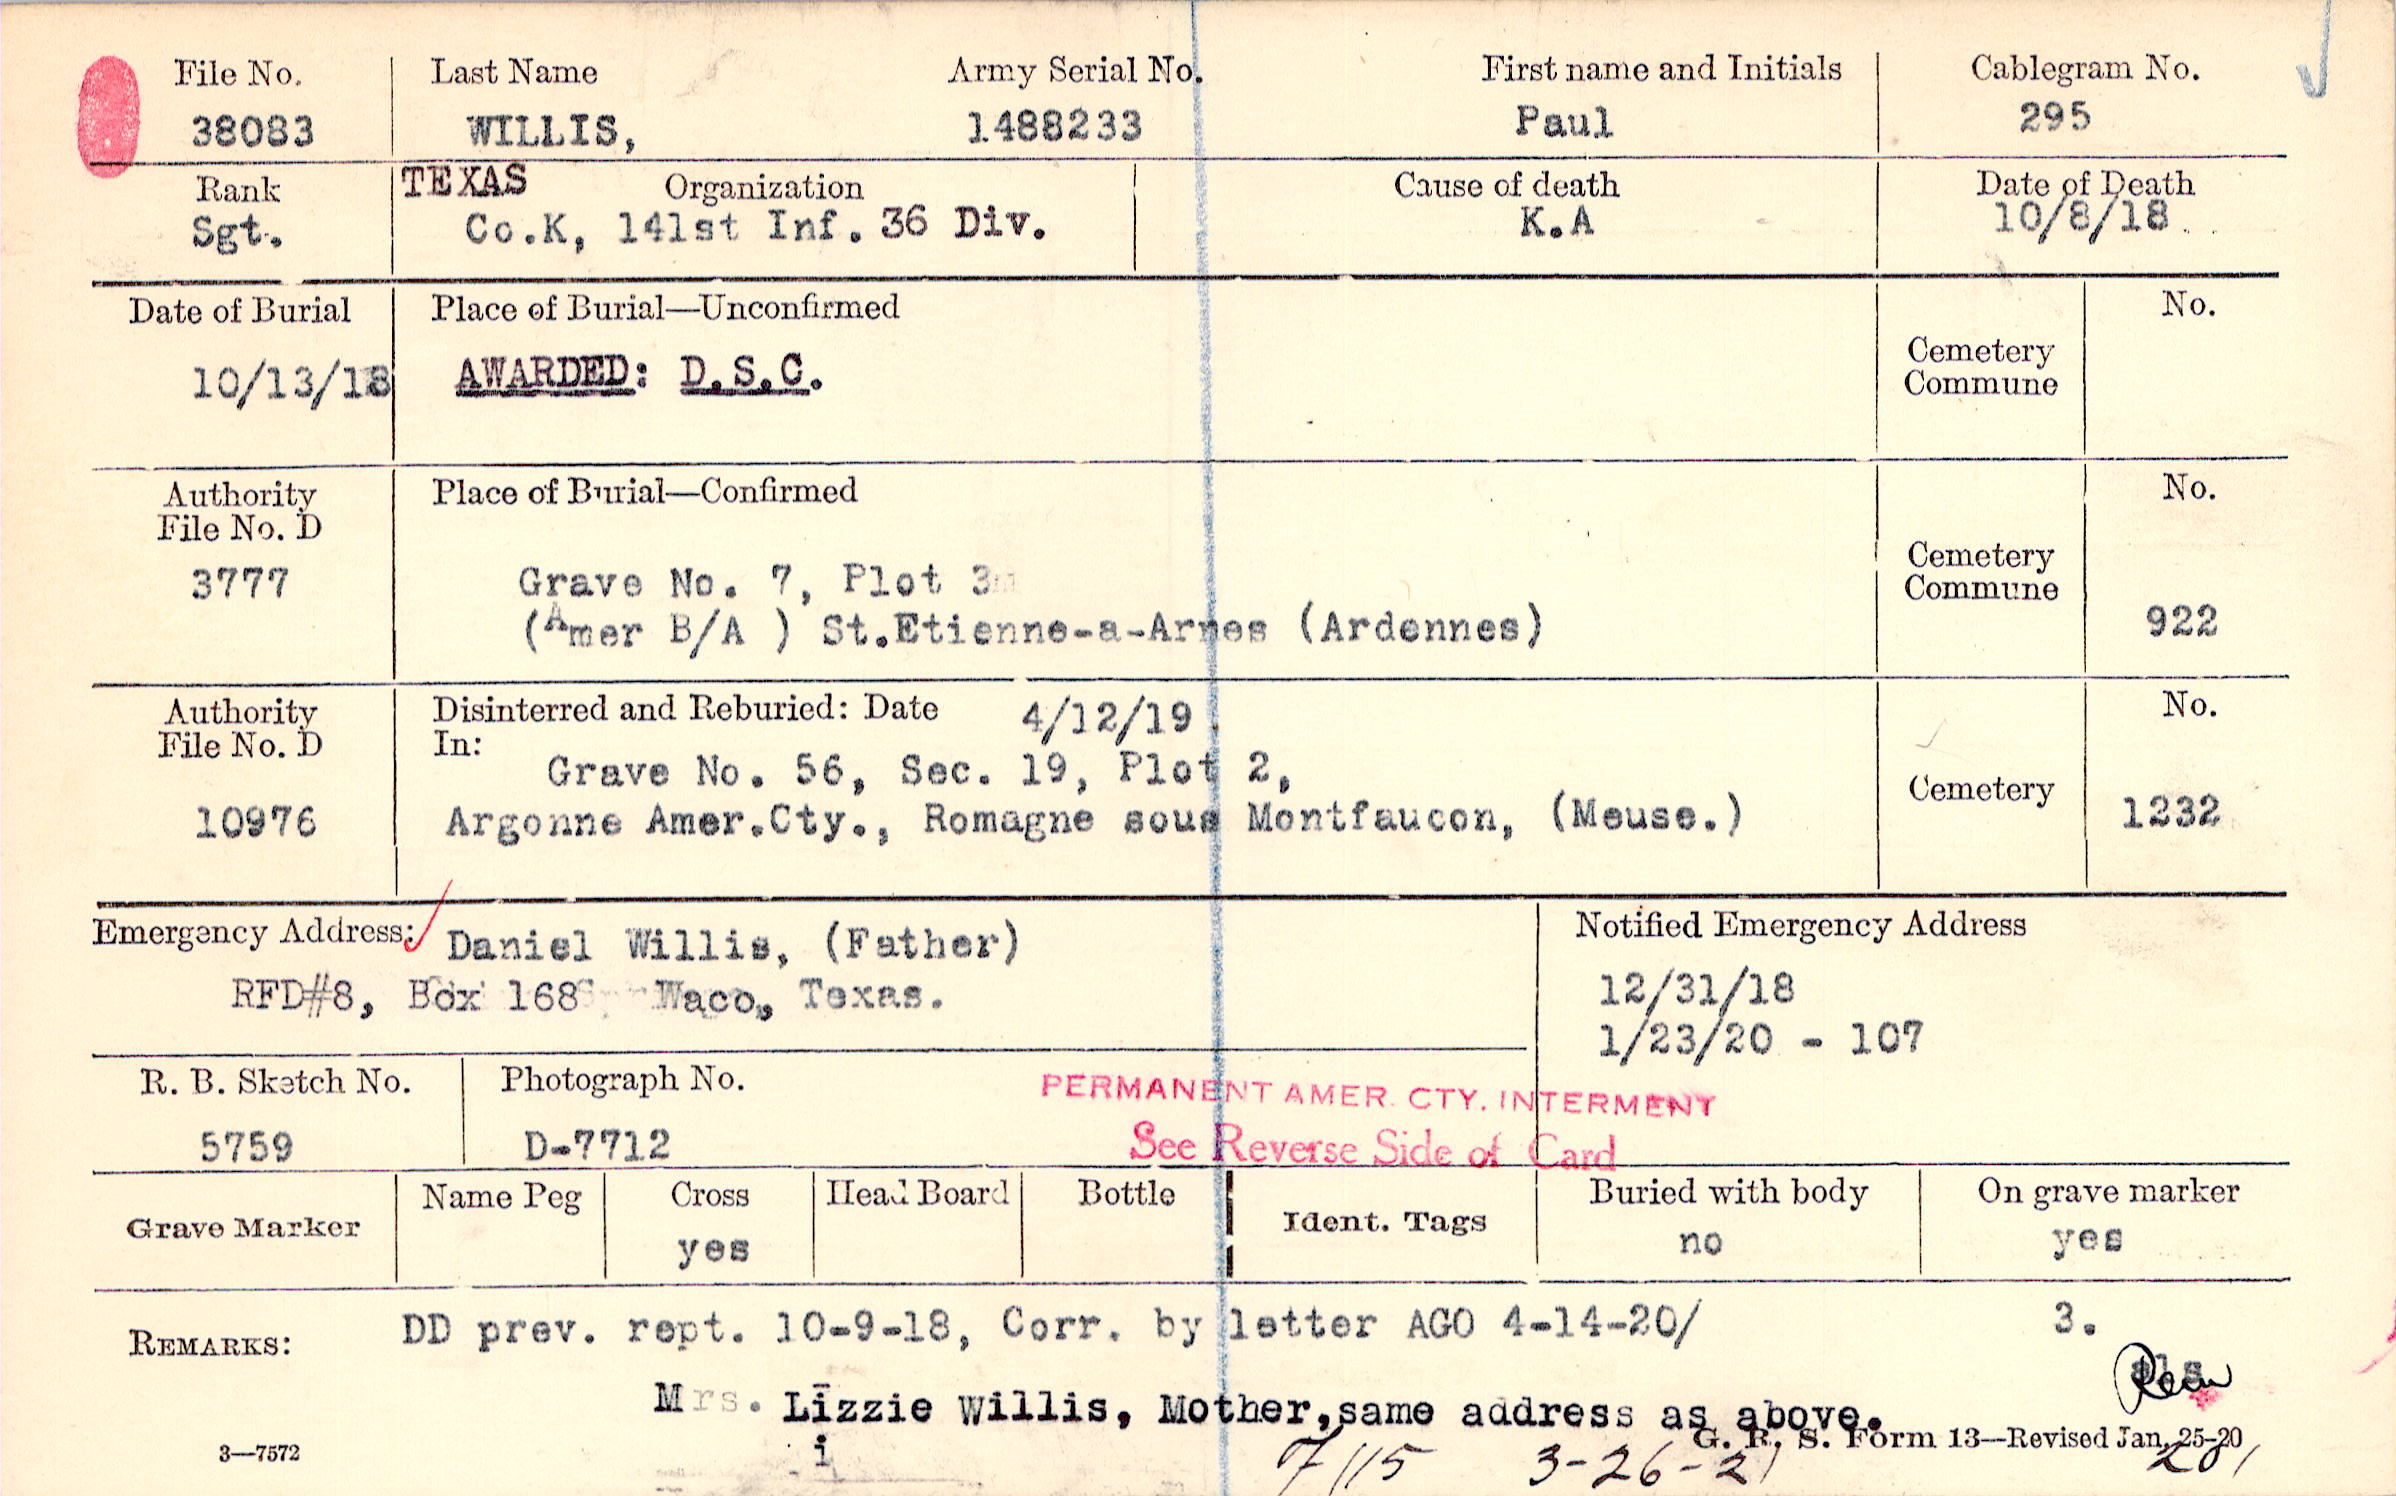 File No. Last Name Army Serial No. First name and Initials Cablegram No.
38083 WILLIS, 1488233 Paul 295
Rank TEXAS Organization Cause of death Date of Death
Sgt. Co.K, 141st Inf. 36 Div. K.A 10/8/18
Date of Burial Place of Burial—Unconfirmed No.
10/13/18 AWARDED: D.S.C. Cemetery
Commune
Authority Place of Burial—Confirmed No.
File No. D
3777 Grave No. 7, Plot 3 Cemetery
Commune
(Amer B/A ) St.Etienne-a-Arnes (Ardennes) 922
Authority Disinterred and Reburied: Date 4/12/19 No.
File No. D In:
Grave No. 56, Sec. 19, Plot 2, Cemetery
10976 Argonne Amer.Cty., Romagne sous Montfaucon, (Meuse.) 1232
Emergency Address: Daniel Willis, (Father) Notified Emergency Address
RFD#8, Box 168 Waco, Texas. 12/31/18
1/23/20 - 107
R. B. Sketch No. Photograph No. PERMANENT AMER. CTY. INTERMENT
5759 D-7712 See Reverse Side of Card
Grave Marker Name Peg Cross Head Board Bottle Ident. Tags Buried with body On grave marker
yes no yes
REMARKS: DD prev. rept. 10-9-18, Corr. by letter AGO 4-14-20/ 3.
Mrs. Lizzie Willis, Mother,same address as above.
i
3—7572 G. R. S. Form 13—Revised Jan. 25-20
7/15 3-26-21